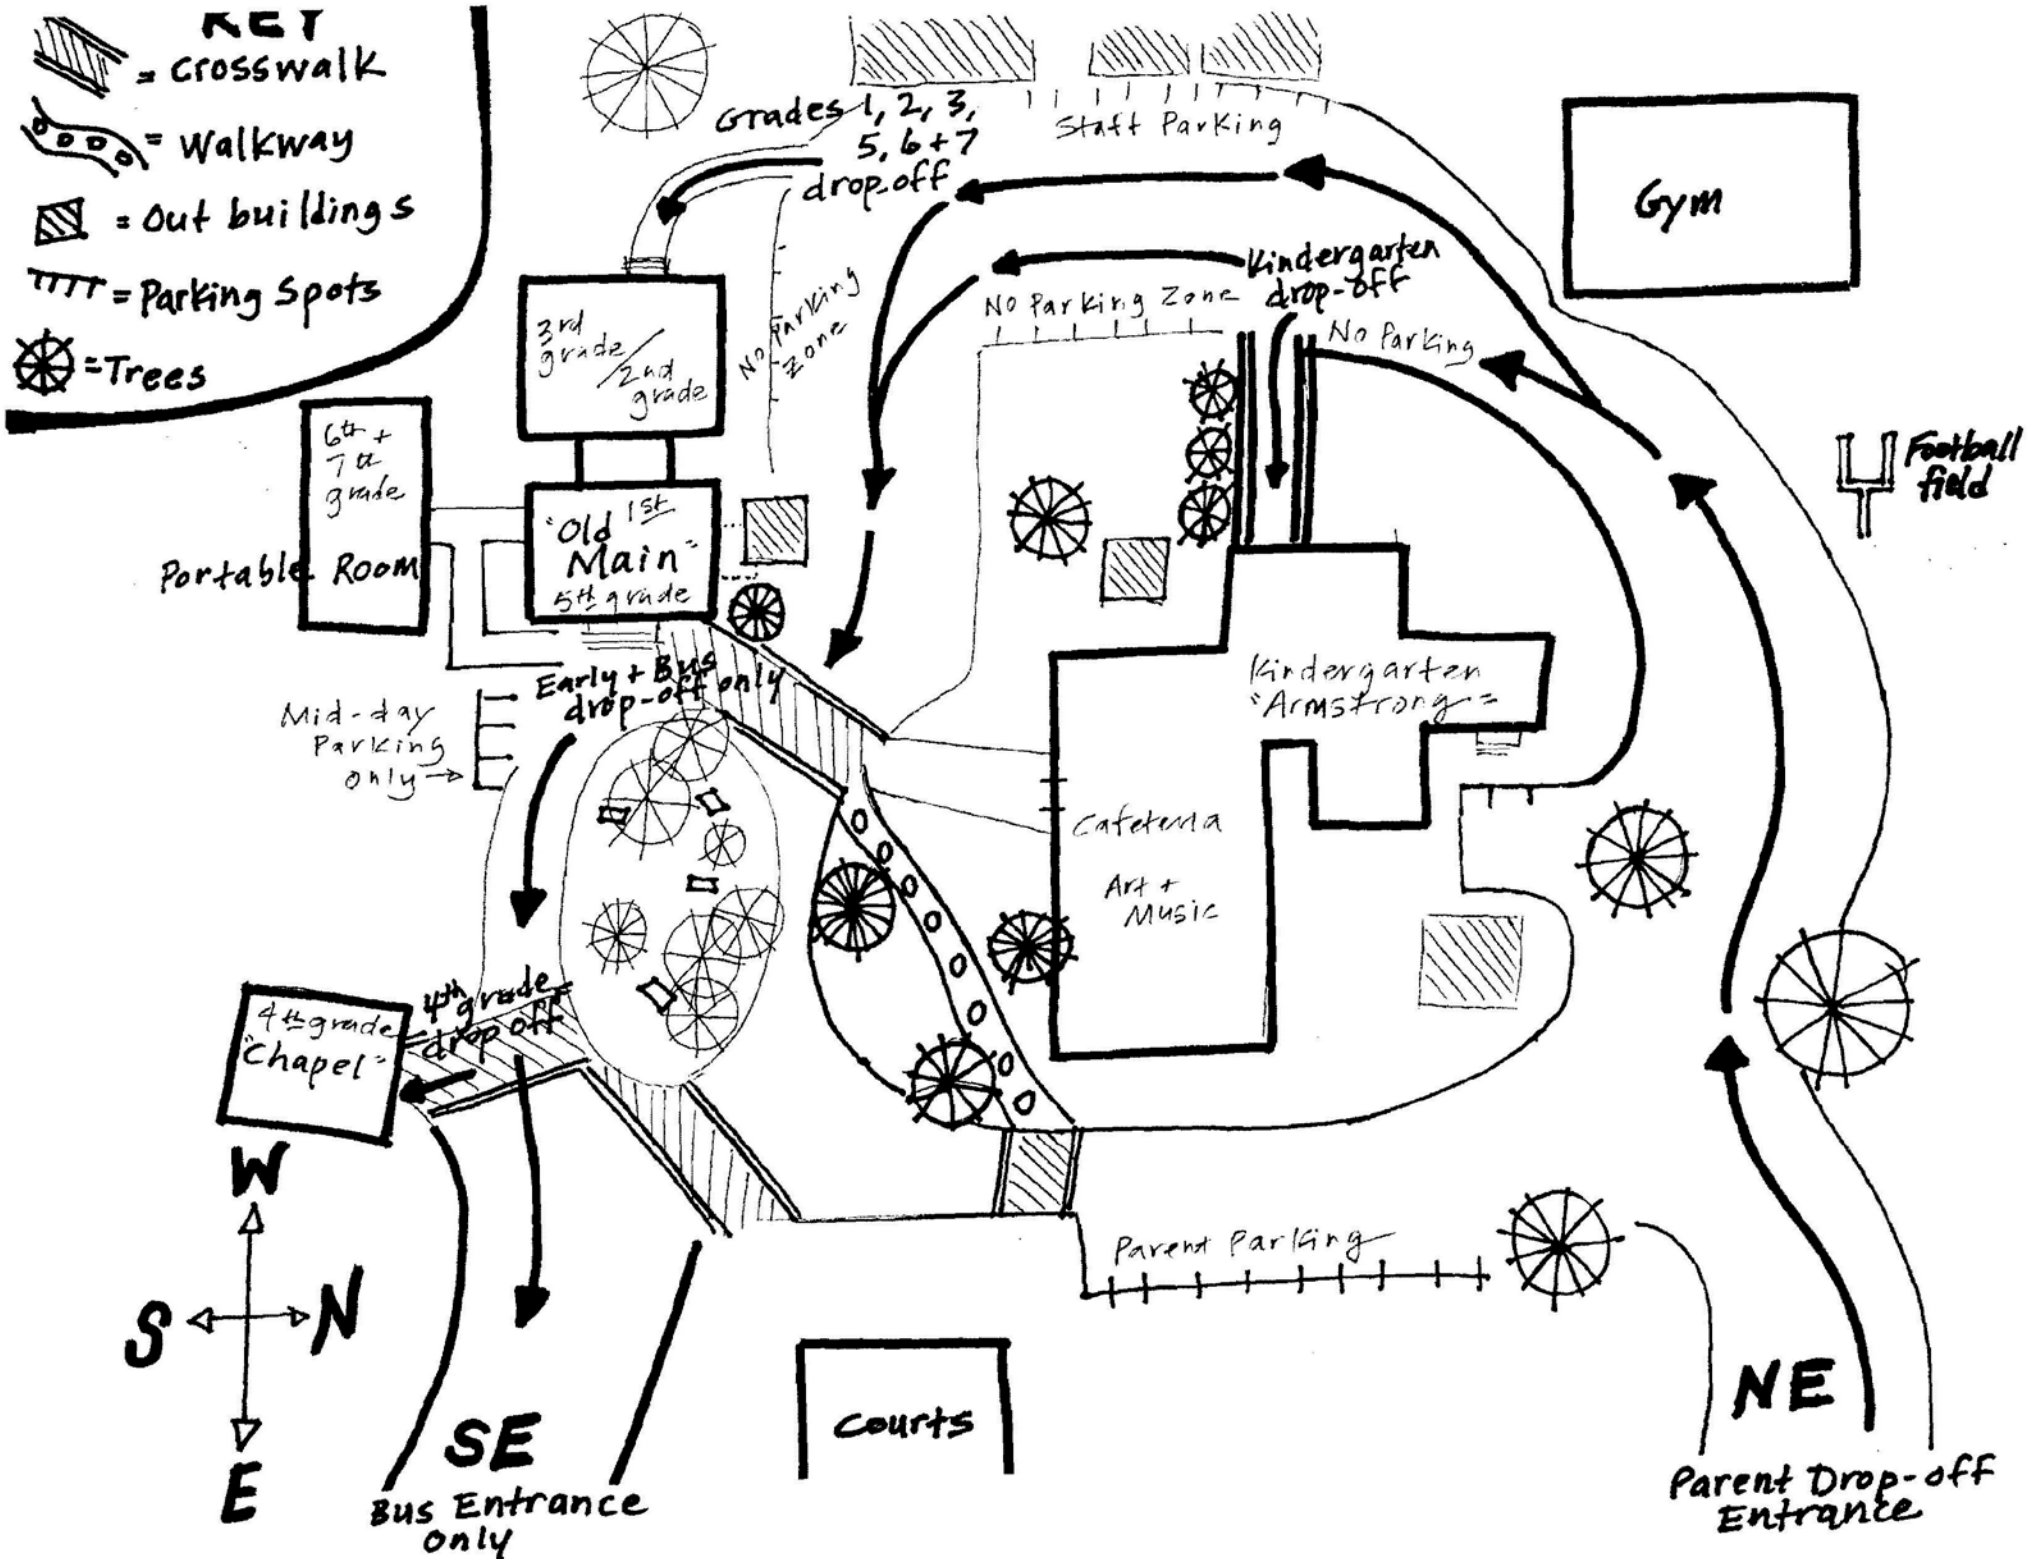 KEY
= crosswalk
= Walkway
= Out buildings
= Parking Spots
= Trees
Grades 1, 2, 3,
5, 6 + 7
drop-off
Staff Parking
Gym
Kindergarten
drop-off
No Parking Zone
No Parking
No Parking
Zone
3rd
grade/
2nd
grade
Football
field
6th +
7th
grade
Portable Room
1st
"Old
Main"
5th grade
Early + Bus
drop-off only
Mid-day
Parking
only →
Kindergarten
"Armstrong"
Cafeteria
Art +
Music
4th grade
drop off
4th grade
"Chapel"
W
S
N
E
Parent Parking
Courts
SE
Bus Entrance
only
NE
Parent Drop-off
Entrance